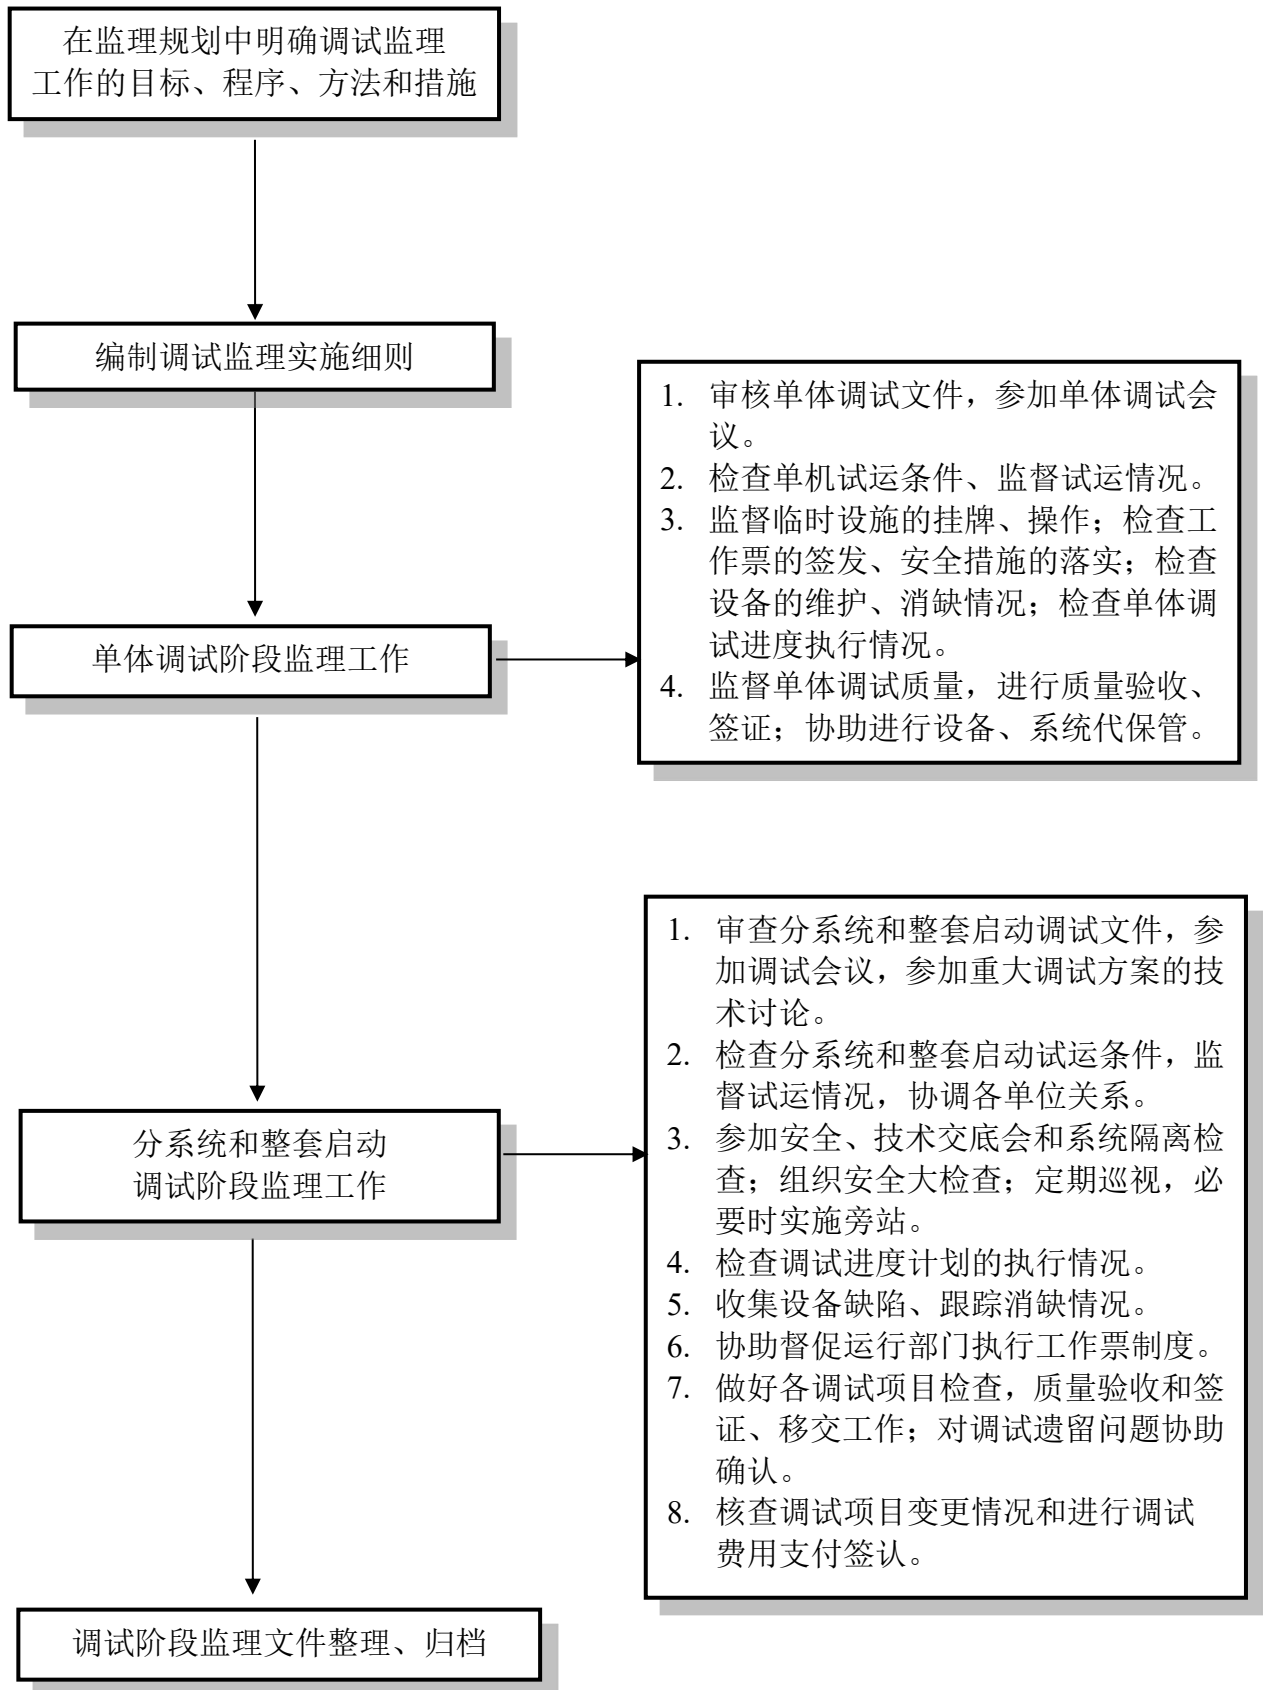 在监理规划中明确调试监理
工作的目标、程序、方法和措施
编制调试监理实施细则
1. 审核单体调试文件，参加单体调试会
议。
2. 检查单机试运条件、监督试运情况。
3. 监督临时设施的挂牌、操作；检查工
作票的签发、安全措施的落实；检查
设备的维护、消缺情况；检查单体调
试进度执行情况。
4. 监督单体调试质量，进行质量验收、
签证；协助进行设备、系统代保管。
单体调试阶段监理工作
1. 审查分系统和整套启动调试文件，参
加调试会议，参加重大调试方案的技
术讨论。
2. 检查分系统和整套启动试运条件，监
督试运情况，协调各单位关系。
3. 参加安全、技术交底会和系统隔离检
查；组织安全大检查；定期巡视，必
要时实施旁站。
4. 检查调试进度计划的执行情况。
5. 收集设备缺陷、跟踪消缺情况。
6. 协助督促运行部门执行工作票制度。
7. 做好各调试项目检查，质量验收和签
证、移交工作；对调试遗留问题协助
确认。
8. 核查调试项目变更情况和进行调试
费用支付签认。
分系统和整套启动
调试阶段监理工作
调试阶段监理文件整理、归档